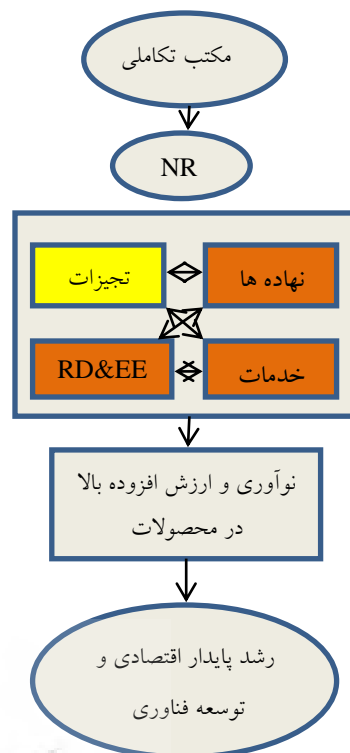 مکتب تکاملی
NR
نهاده ها
تجیزات
خدمات
RD&EE
نوآوری و ارزش افزوده بالا
در محصولات
رشد پایدار اقتصادی و
توسعه فناوری